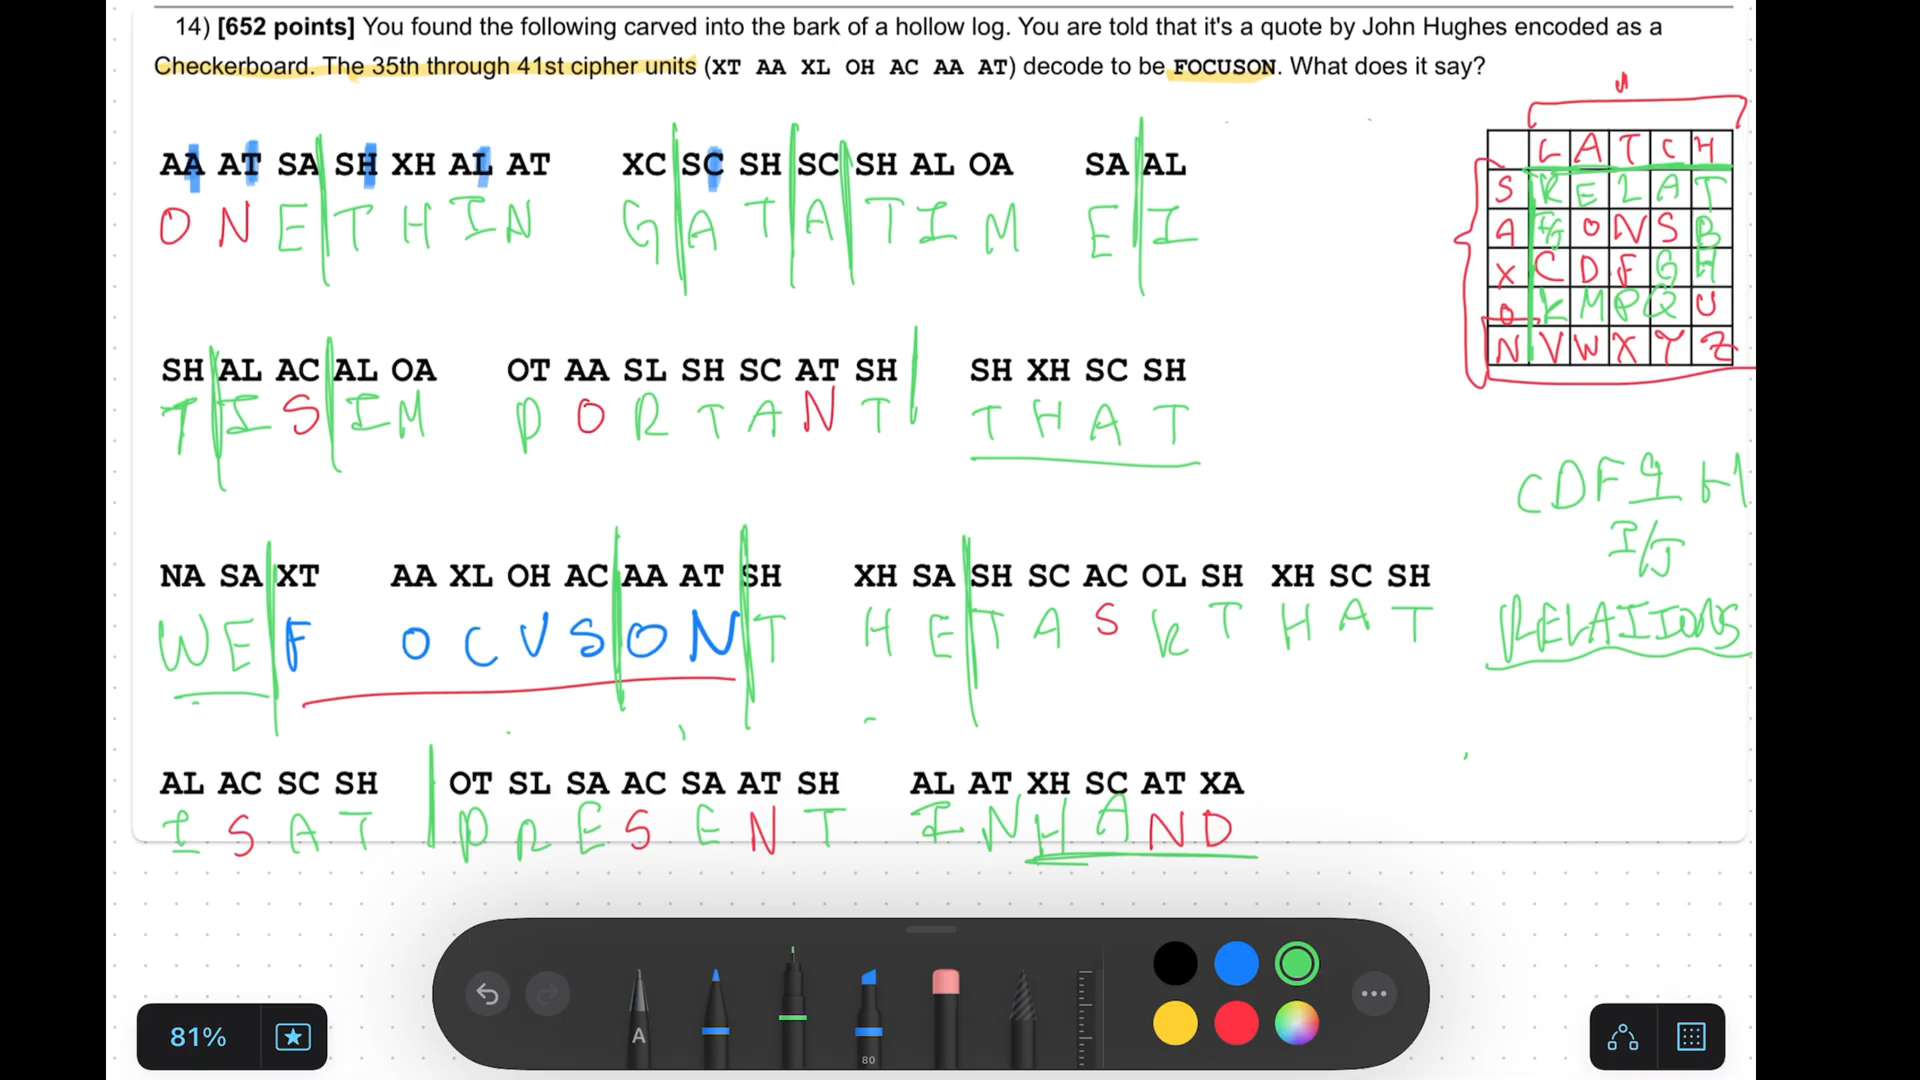 14) [652 points] You found the following carved into the bark of a hollow log. You are told that it's a quote by John Hughes encoded as a
Checkerboard. The 35th through 41st cipher units (XT AA XL OH AC AA AT) decode to be FOCUSON. What does it say?
AA AT SA SH XH AL AT XC SC SH SC SH AL OA SA AL
O N E T H I N G A T A T I M E I
SH AL AC AL OA OT AA SL SH SC AT SH SH XH SC SH
T I S I M P O R T A N T T H A T
NA SA XT AA XL OH AC AA AT SH XH SA SH SC AC OL SH XH SC SH
W E F O C U S O N T H E T A S K T H A T
AL AC SC SH OT SL SA AC SA AT SH AL AT XH SC AT XA
I S A T P R E S E N T I N H A N D
L A T C H
S R E L A T
A O N S B
X C D F G H
O K M P Q U
N V W X Y Z
C D F G H
I/J
RELATIONS
A
80
81%